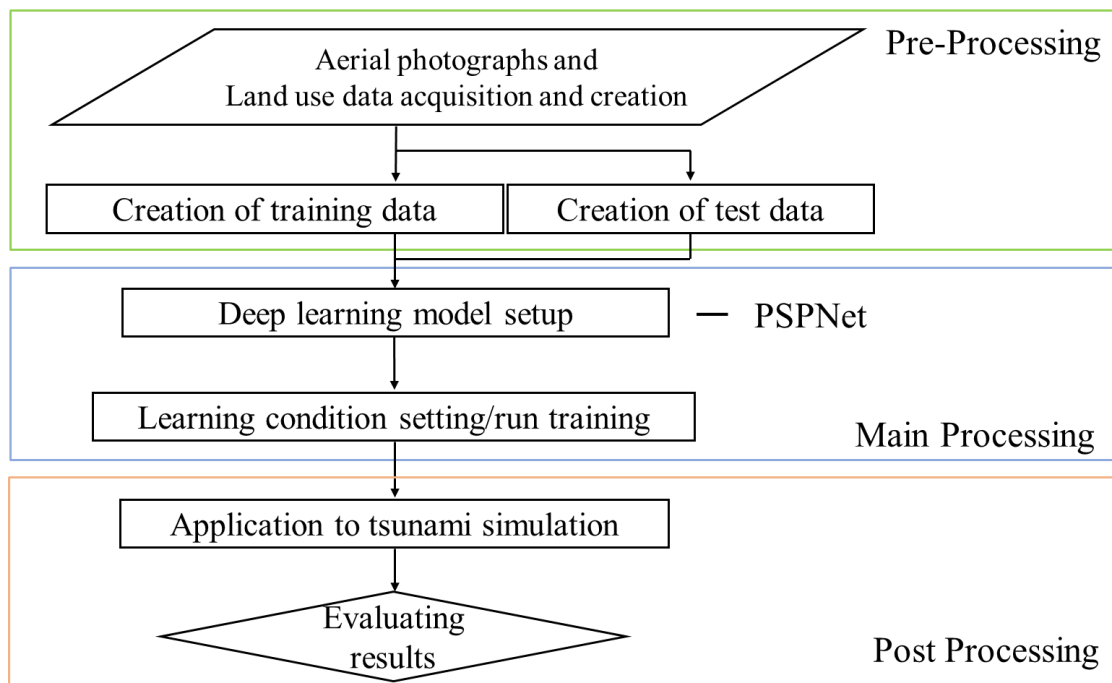 Pre-Processing
Aerial photographs and
Land use data acquisition and creation
Creation of training data
Creation of test data
Deep learning model setup
PSPNet
Learning condition setting/run training
Main Processing
Application to tsunami simulation
Evaluating
results
Post Processing